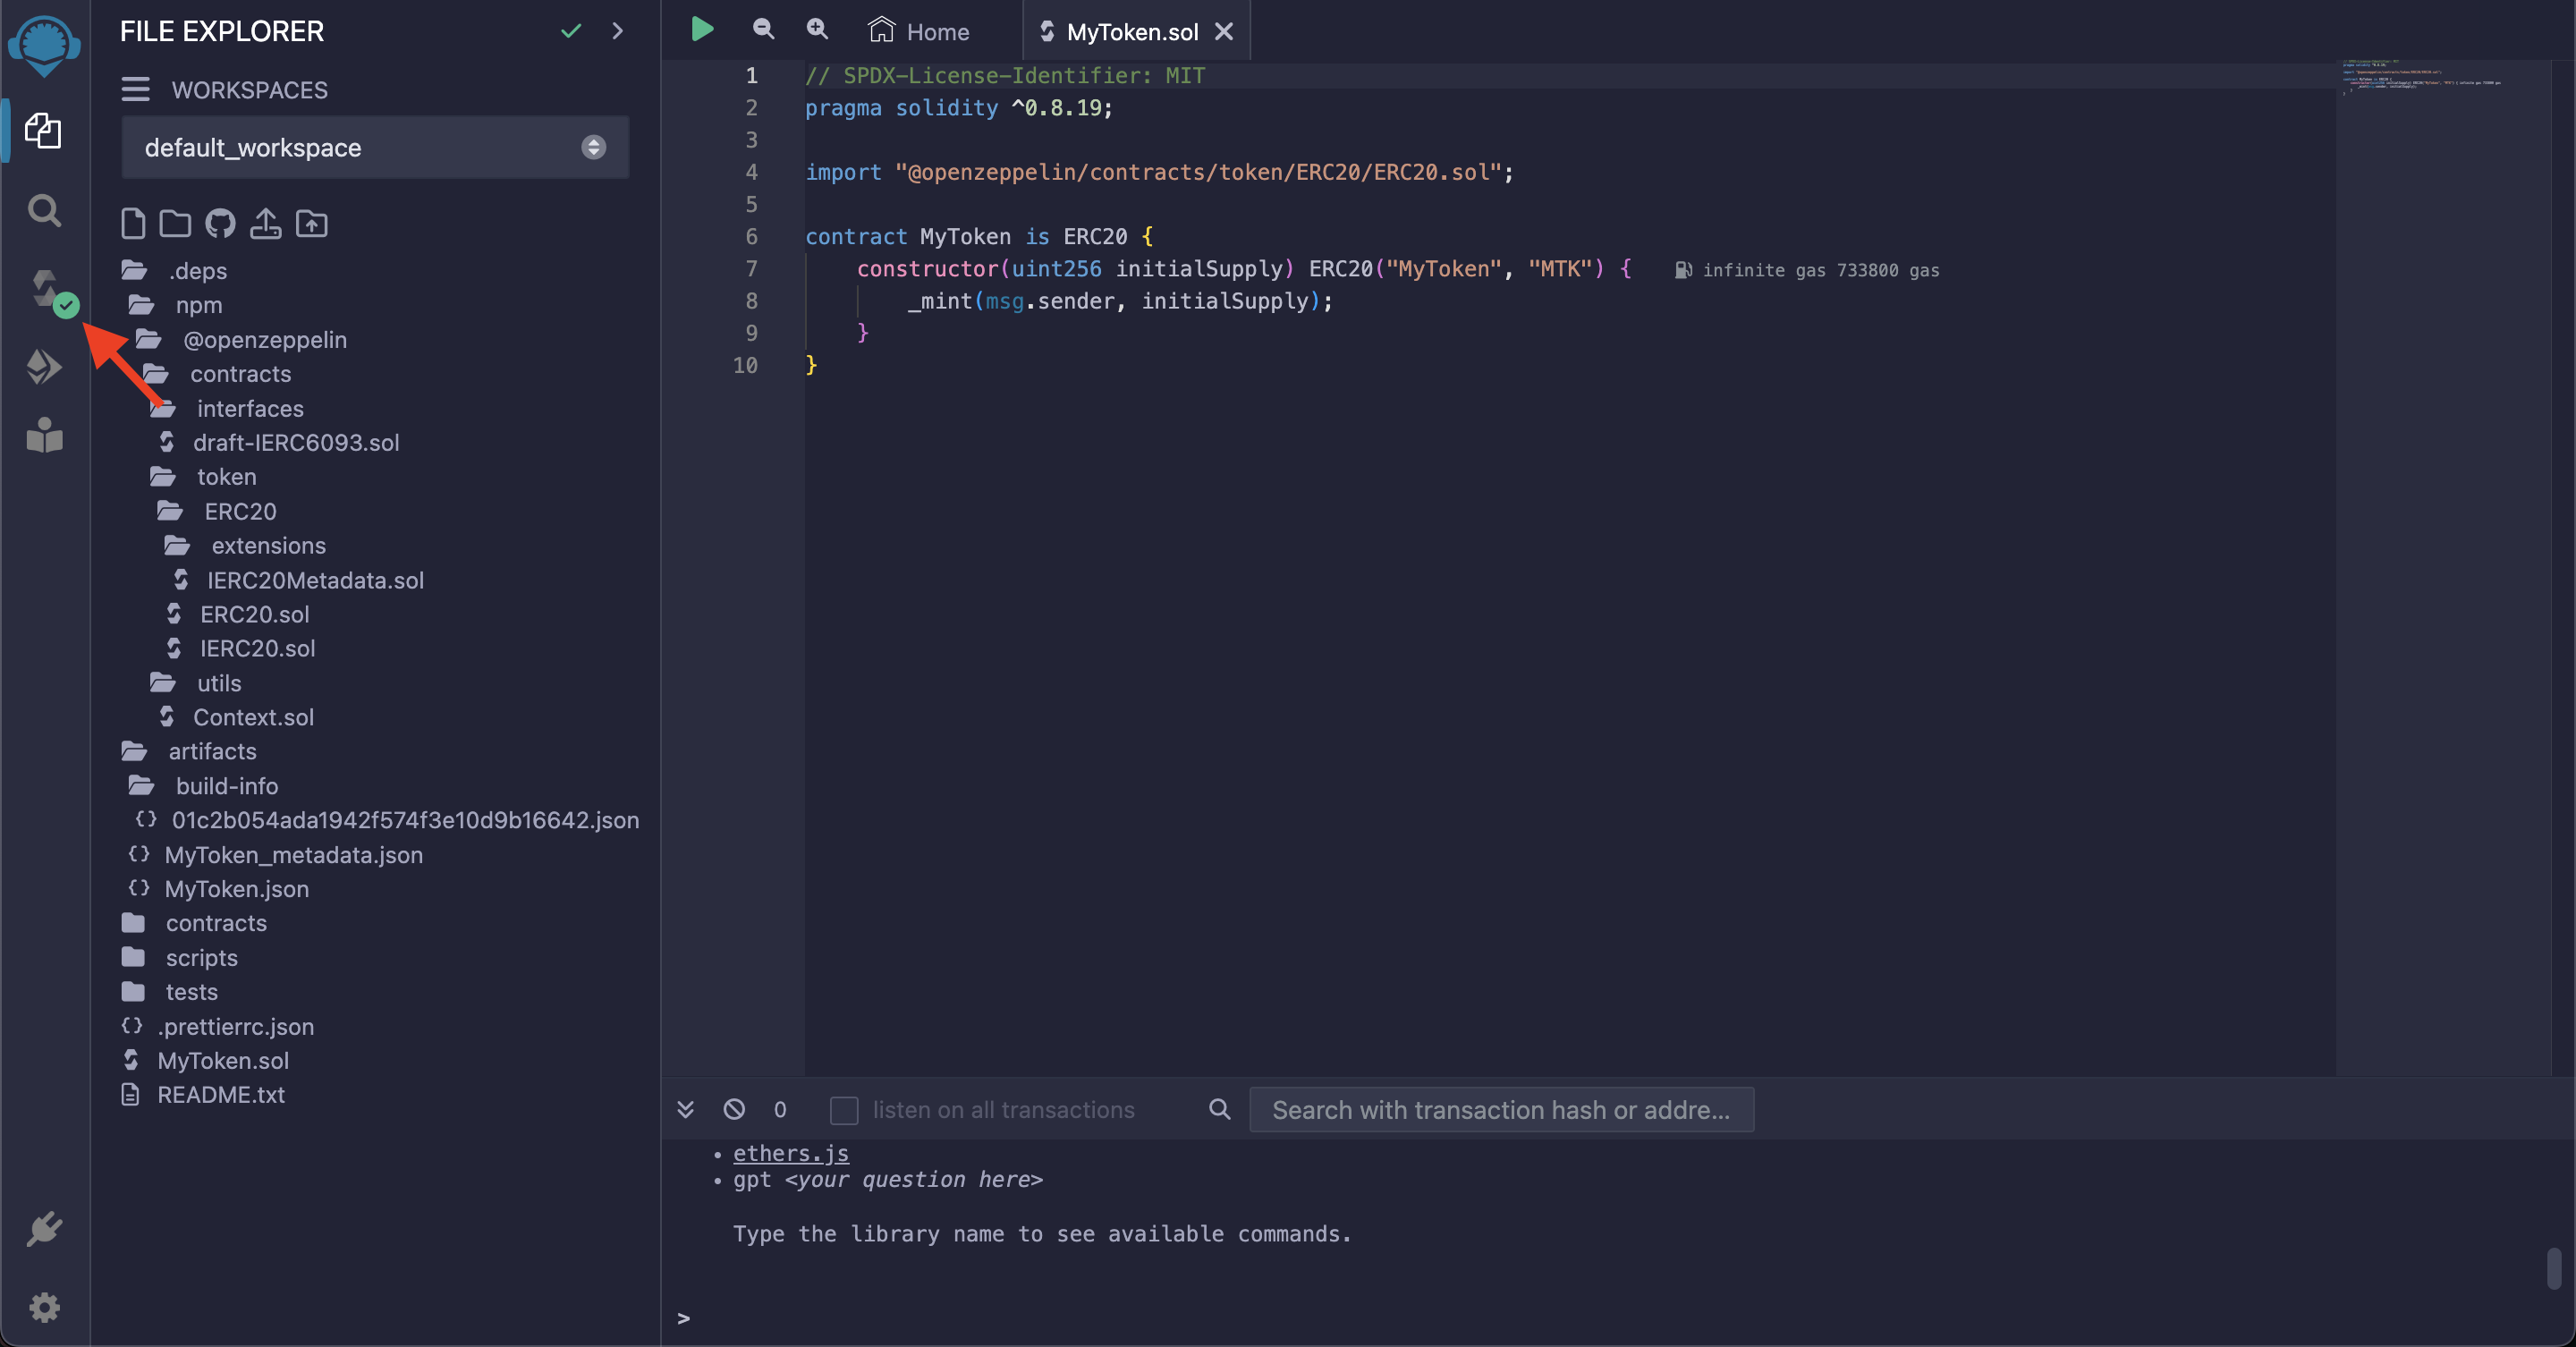 FILE EXPLORER
WORKSPACES
default_workspace
.deps
npm
@openzeppelin
contracts
interfaces
draft-IERC6093.sol
token
ERC20
extensions
IERC20Metadata.sol
ERC20.sol
IERC20.sol
utils
Context.sol
artifacts
build-info
01c2b054ada1942f574f3e10d9b16642.json
MyToken_metadata.json
MyToken.json
contracts
scripts
tests
.prettierrc.json
MyToken.sol
README.txt
Home
MyToken.sol
1 // SPDX-License-Identifier: MIT
2 pragma solidity ^0.8.19;
3
4 import "@openzeppelin/contracts/token/ERC20/ERC20.sol";
5
6 contract MyToken is ERC20 {
7 constructor(uint256 initialSupply) ERC20("MyToken", "MTK") { infinite gas 733800 gas
8 _mint(msg.sender, initialSupply);
9 }
10 }
0 listen on all transactions Search with transaction hash or addre...
• ethers.js
• gpt <your question here>
Type the library name to see available commands.
>